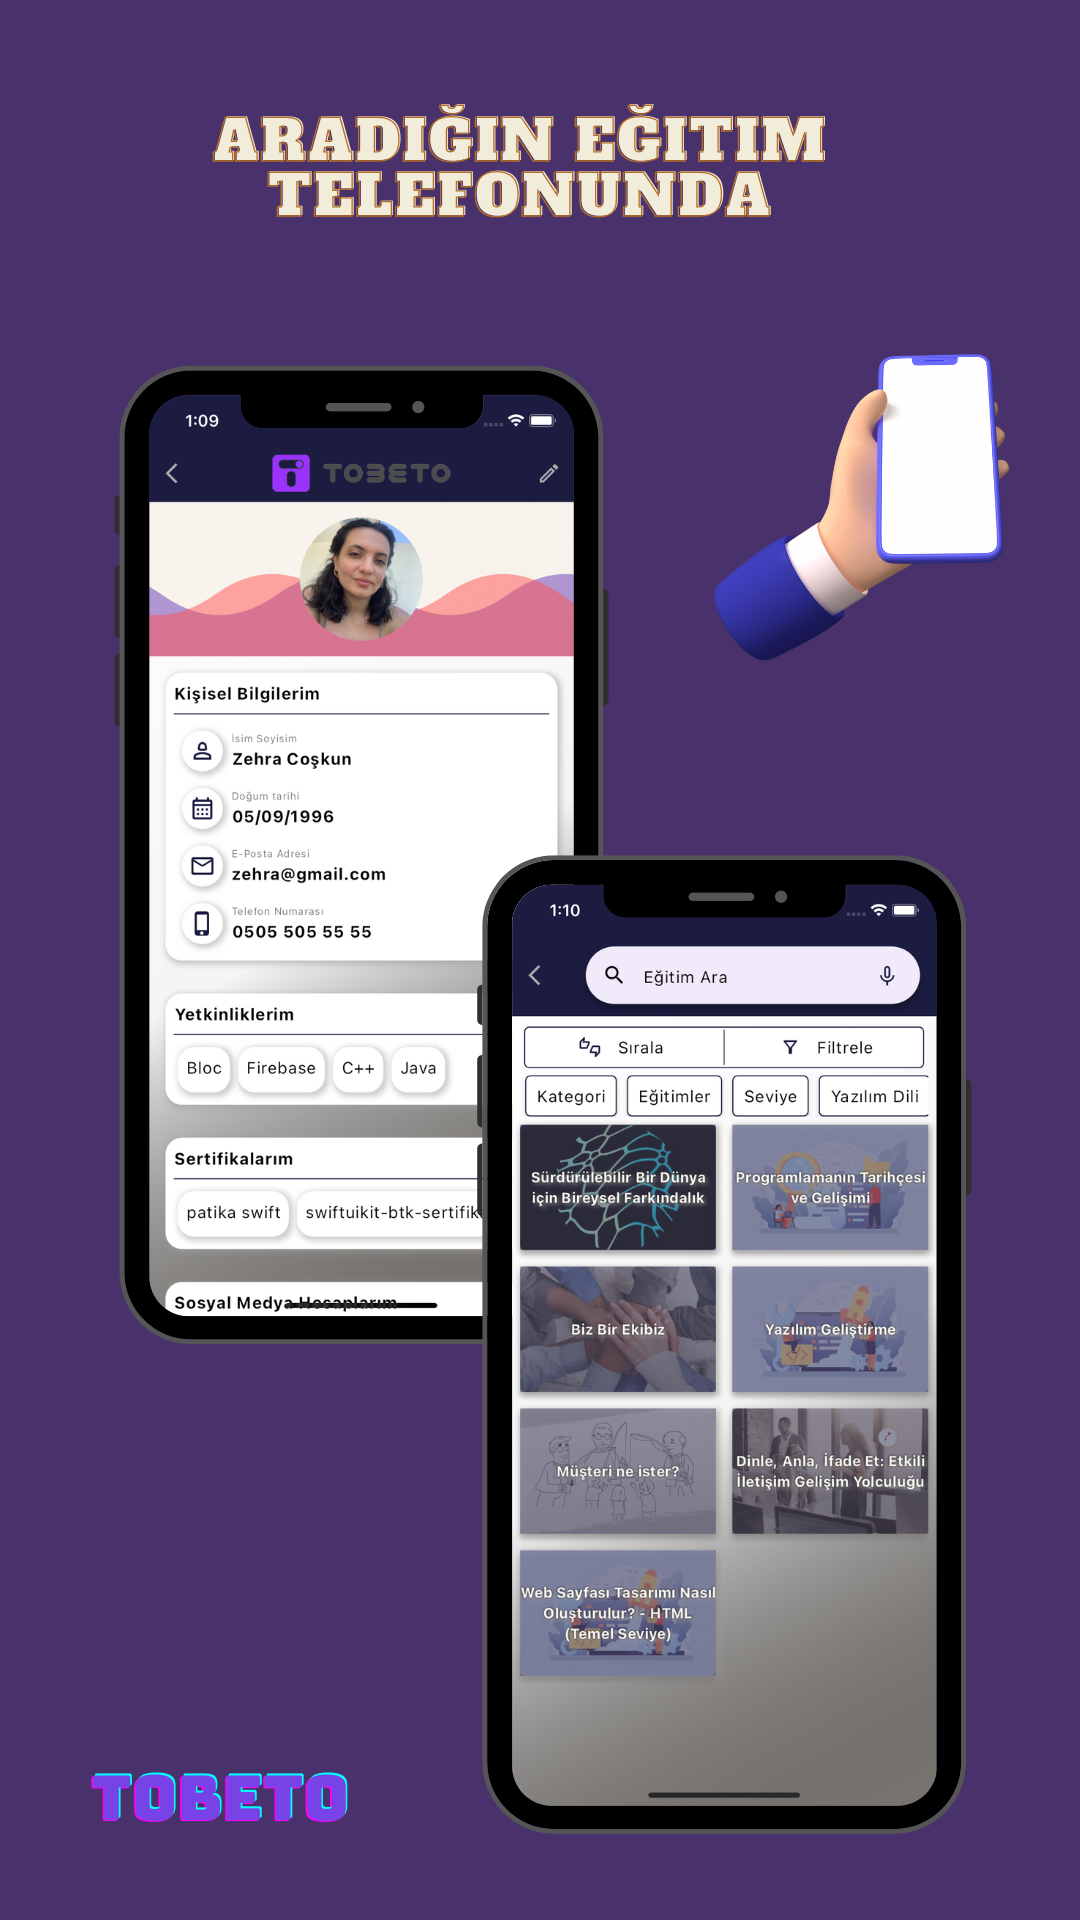 ARADIĞIN EĞITIM
TELEFONUNDA
1:09
TOBETO
Kişisel Bilgilerim
İsim Soyisim
Zehra Coşkun
Doğum tarihi
05/09/1996
E-Posta Adresi
zehra@gmail.com
Telefon Numarası
0505 505 55 55
Yetkinliklerim
Bloc Firebase C++ Java
Sertifikalarım
patika swift swiftuikit-btk-sertifik
Sosyal Medya Hesaplarım
1:10
Eğitim Ara
Sırala Filtrele
Kategori Eğitimler Seviye Yazılım Dili
Sürdürülebilir Bir Dünya
için Bireysel Farkındalık
Programlamanın Tarihçesi
ve Gelişimi
Biz Bir Ekibiz
Yazılım Geliştirme
Müşteri ne ister?
Dinle, Anla, İfade Et: Etkili
İletişim Gelişim Yolculuğu
Web Sayfası Tasarımı Nasıl
Oluşturulur? - HTML
(Temel Seviye)
TOBETO